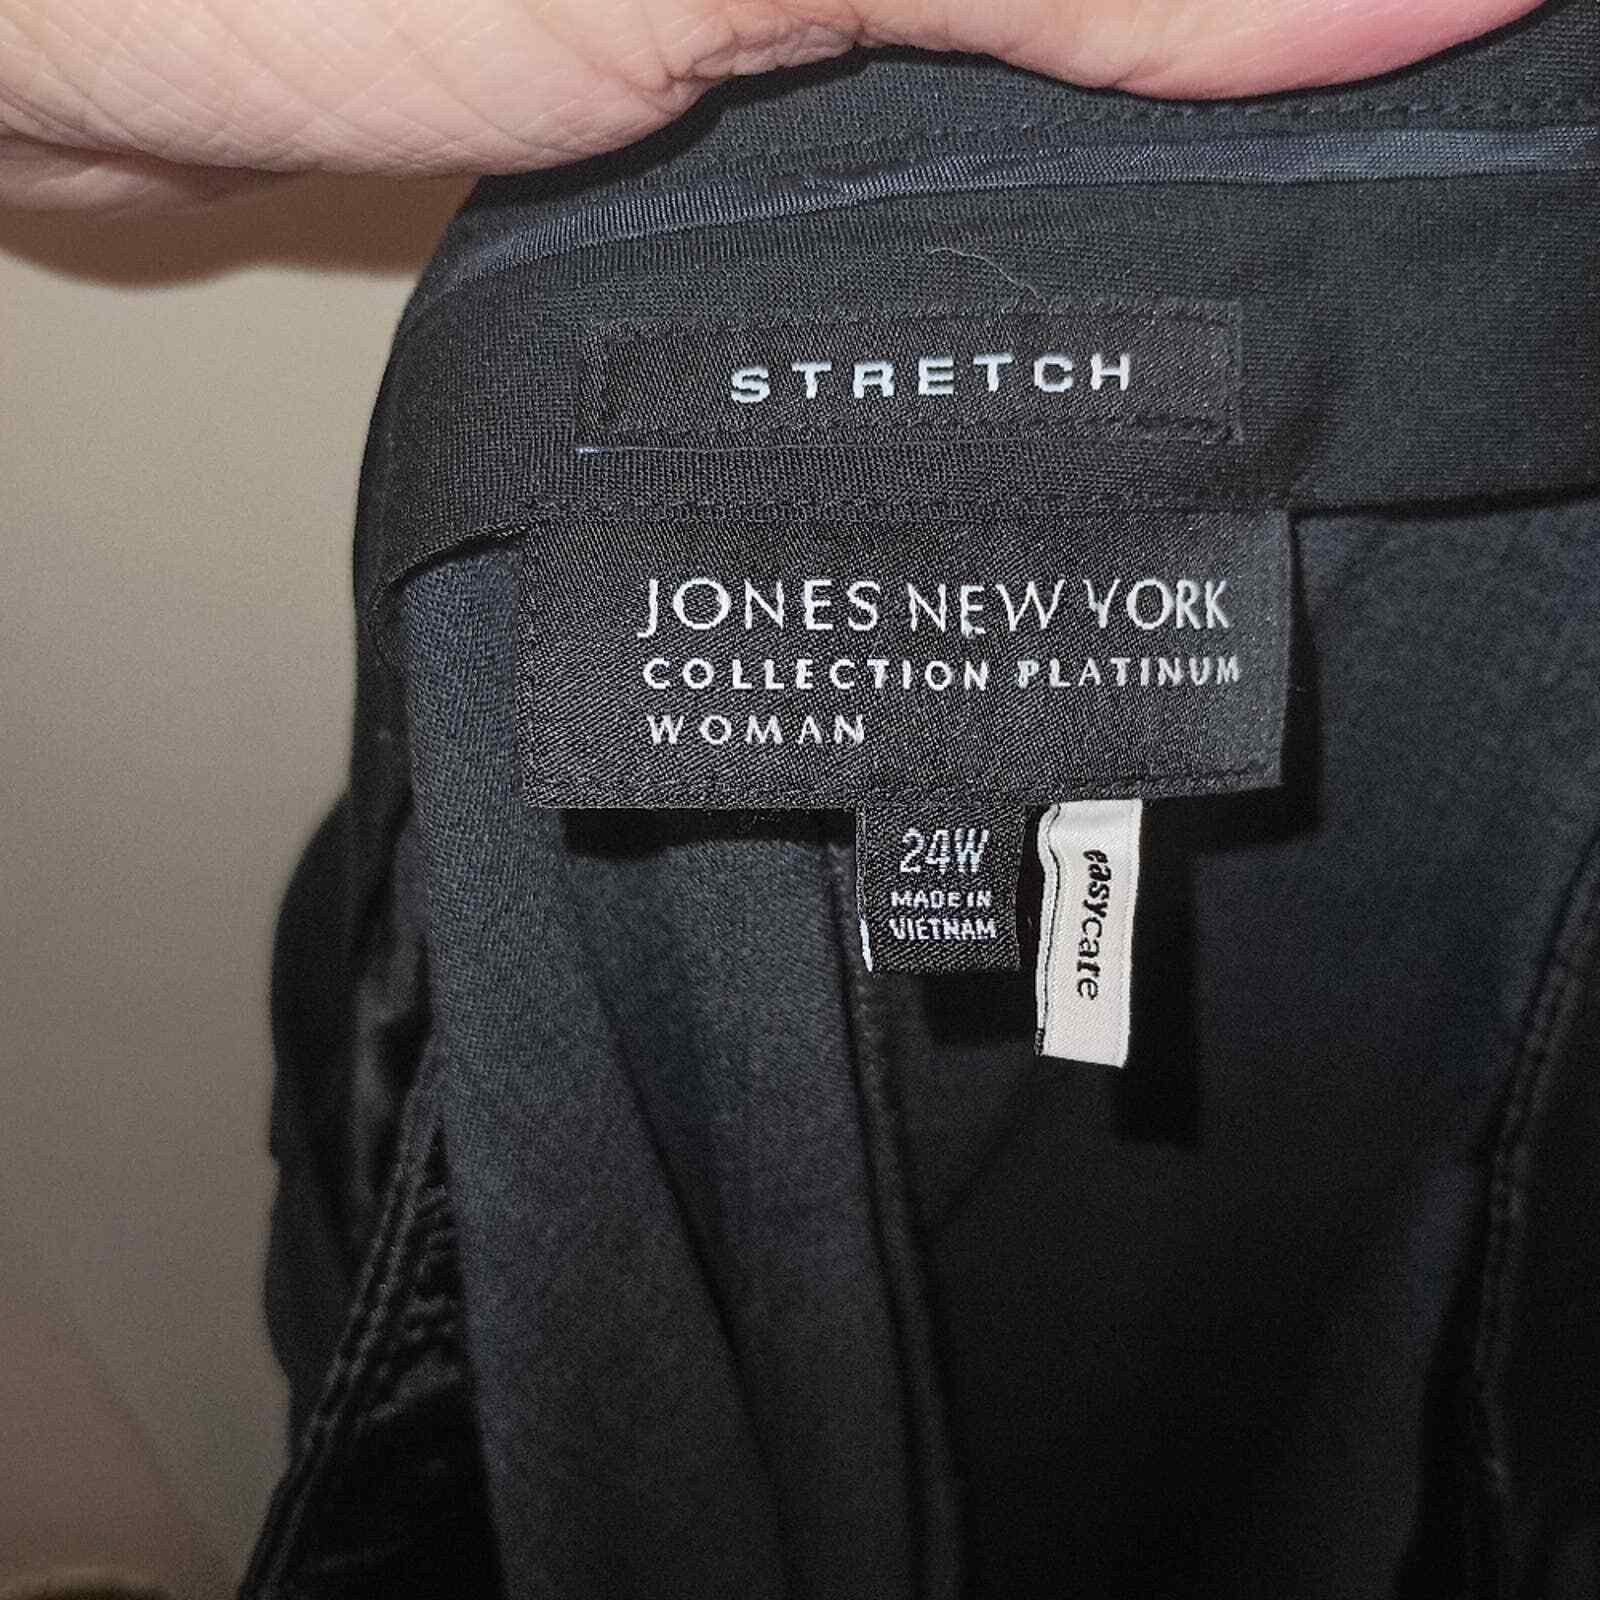 STRETCH
JONES NEW YORK
COLLECTION PLATINUM
WOMAN
24W
MADE IN
VIETNAM
easycare